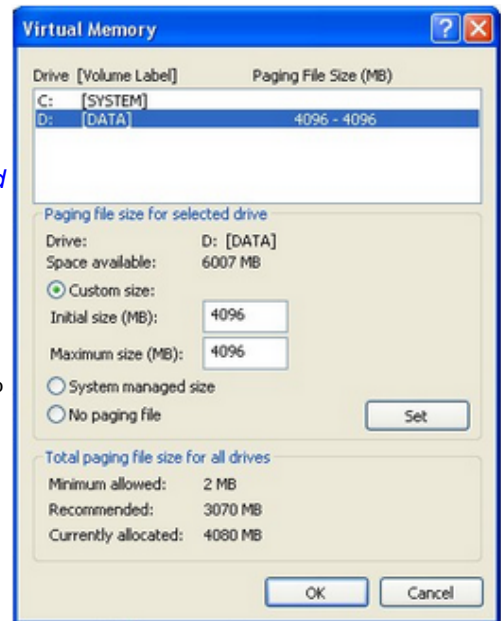 Virtual Memory
Drive [Volume Label] Paging File Size (MB)
C: [SYSTEM]
D: [DATA] 4096 - 4096
Paging file size for selected drive
Drive: D: [DATA]
Space available: 6007 MB
Custom size:
Initial size (MB): 4096
Maximum size (MB): 4096
System managed size
No paging file
Set
Total paging file size for all drives
Minimum allowed: 2 MB
Recommended: 3070 MB
Currently allocated: 4080 MB
OK Cancel